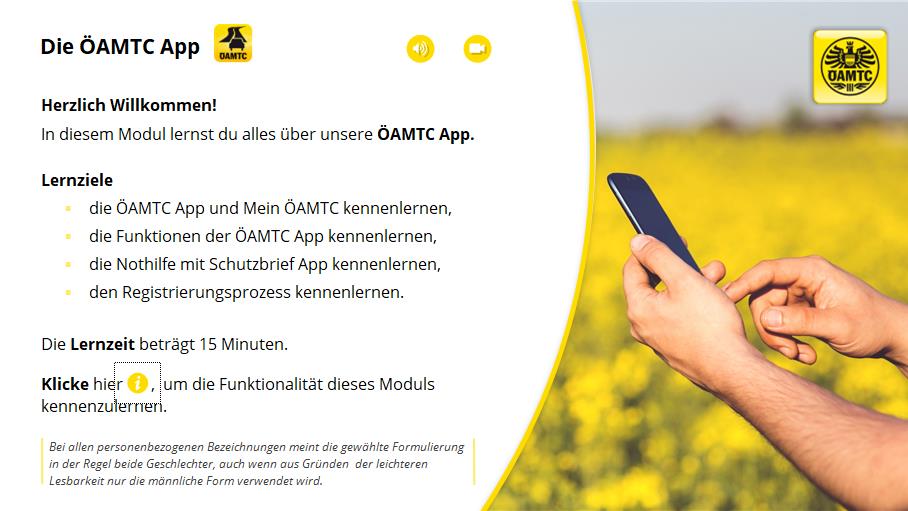 Die ÖAMTC App
ÖAMTC
ÖAMTC
Herzlich Willkommen!
In diesem Modul lernst du alles über unsere ÖAMTC App.
Lernziele
die ÖAMTC App und Mein ÖAMTC kennenlernen,
die Funktionen der ÖAMTC App kennenlernen,
die Nothilfe mit Schutzbrief App kennenlernen,
den Registrierungsprozess kennenlernen.
Die Lernzeit beträgt 15 Minuten.
Klicke hier i, um die Funktionalität dieses Moduls
kennenzulernen.
Bei allen personenbezogenen Bezeichnungen meint die gewählte Formulierung
in der Regel beide Geschlechter, auch wenn aus Gründen der leichteren
Lesbarkeit nur die männliche Form verwendet wird.